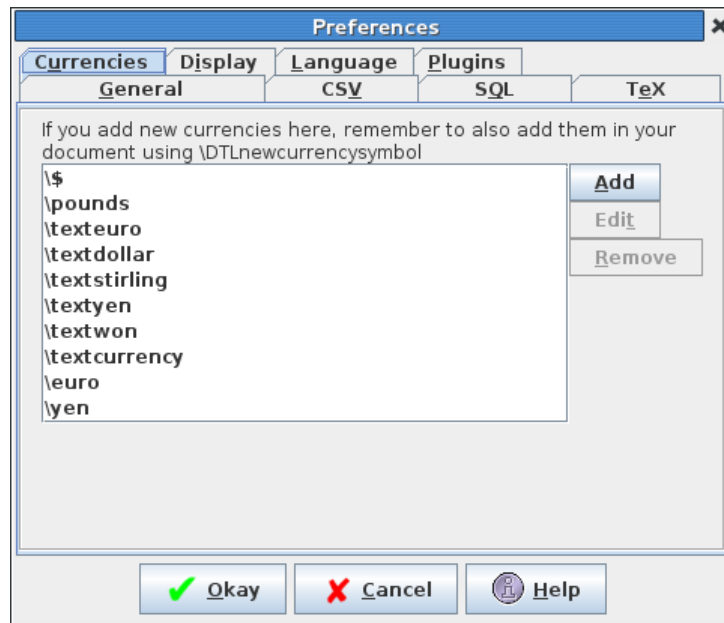 Preferences
Currencies Display Language Plugins
General CSV SQL TeX
If you add new currencies here, remember to also add them in your
document using \DTLnewcurrencysymbol
\$
\pounds
\texteuro
\textdollar
\textstirling
\textyen
\textwon
\textcurrency
\euro
\yen
Add
Edit
Remove
Okay Cancel Help